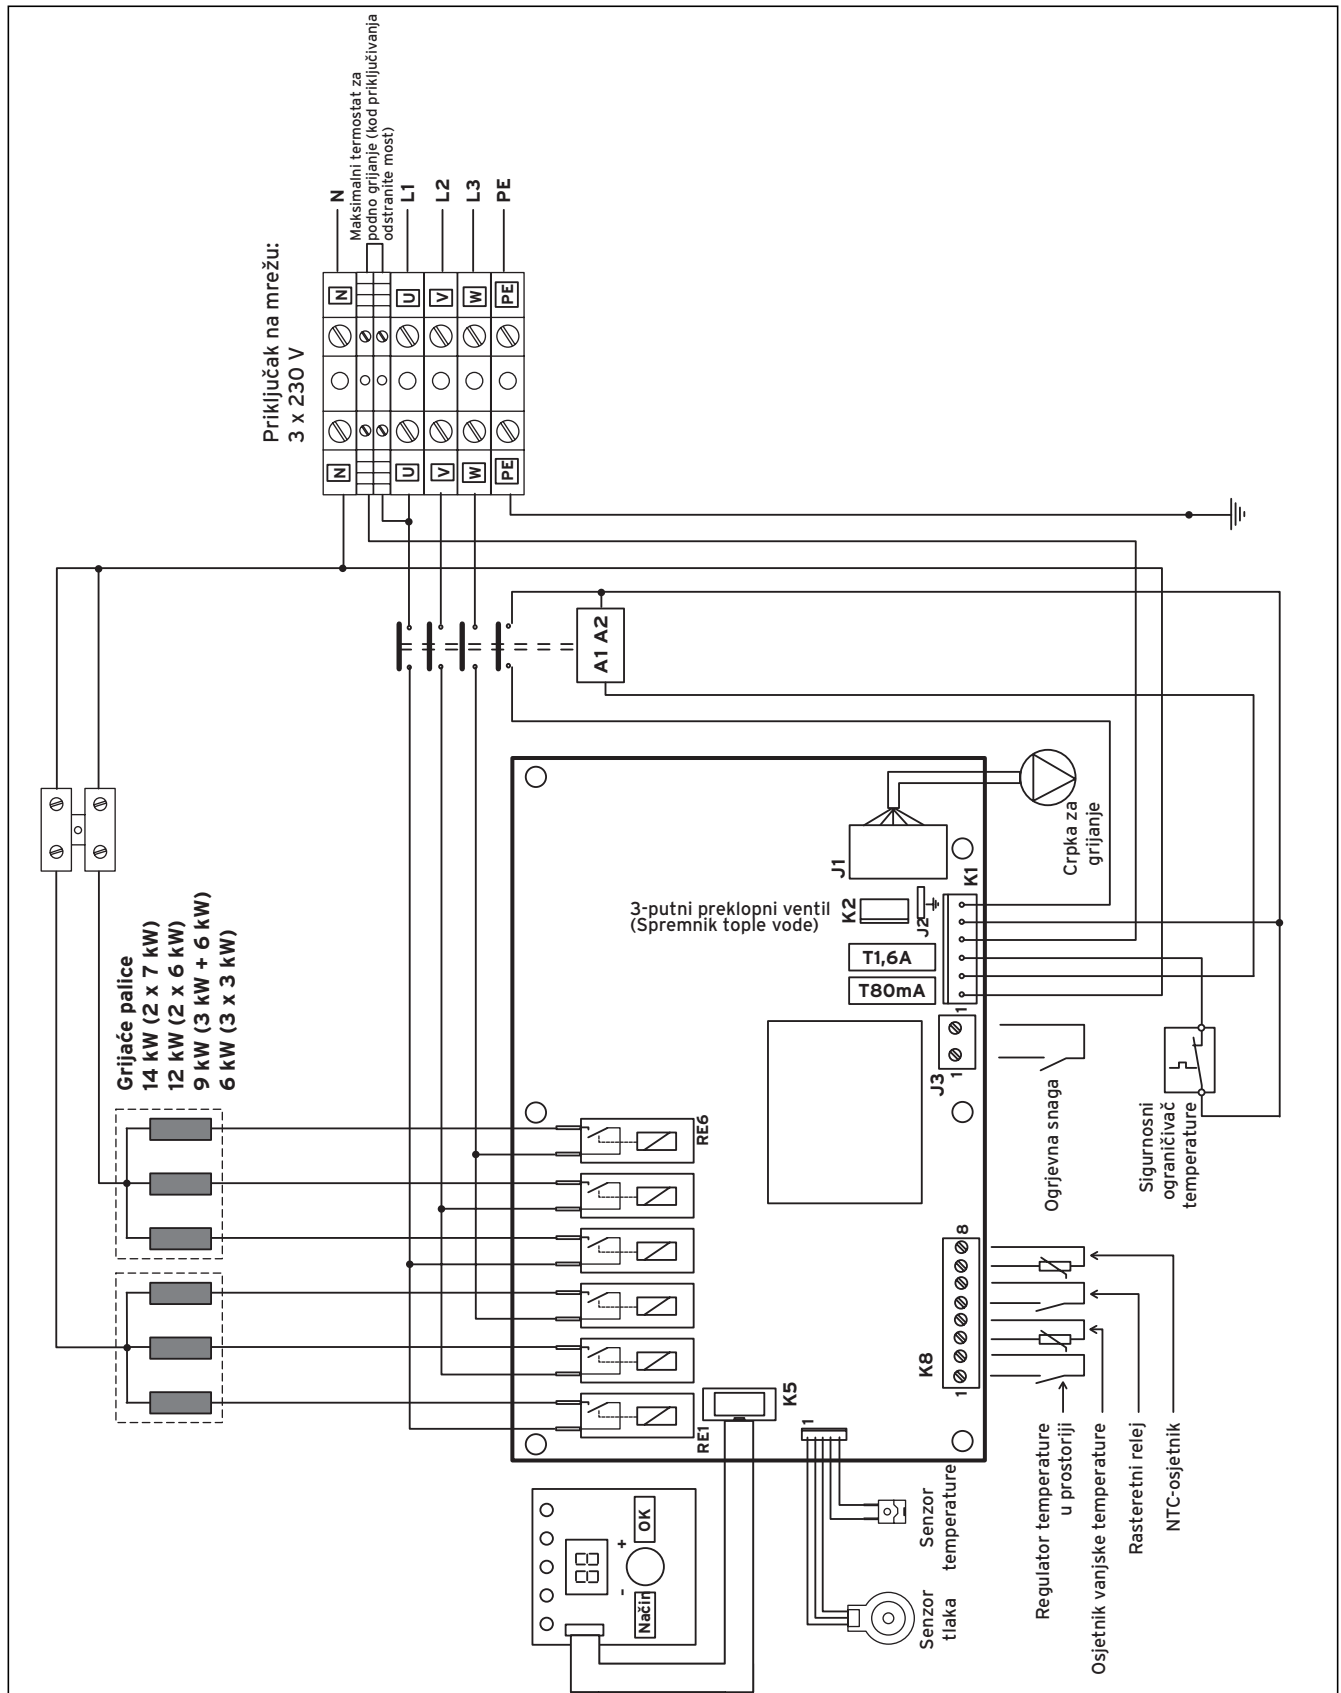 Priključak na mrežu:
3 x 230 V
N
Maksimalni termostat za
podno grijanje (kod priključivanja
odstranite most)
L1
L2
L3
PE
N
U
V
W
PE
N
U
V
W
PE
A1 A2
Grijaće palice
14 kW (2 x 7 kW)
12 kW (2 x 6 kW)
9 kW (3 kW + 6 kW)
6 kW (3 x 3 kW)
3-putni preklopni ventil
(Spremnik tople vode)
J1
K2
J2
K1
T1,6A
T80mA
1
J3
1
Crpka za
grijanje
Ogrjevna snaga
Sigurnosni
ograničivač
temperature
RE6
RE1
K5
K8
8
1
1
Način
-
+
OK
Senzor
tlaka
Senzor
temperature
Regulator temperature
u prostoriji
Osjetnik vanjske temperature
Rasteretni relej
NTC-osjetnik